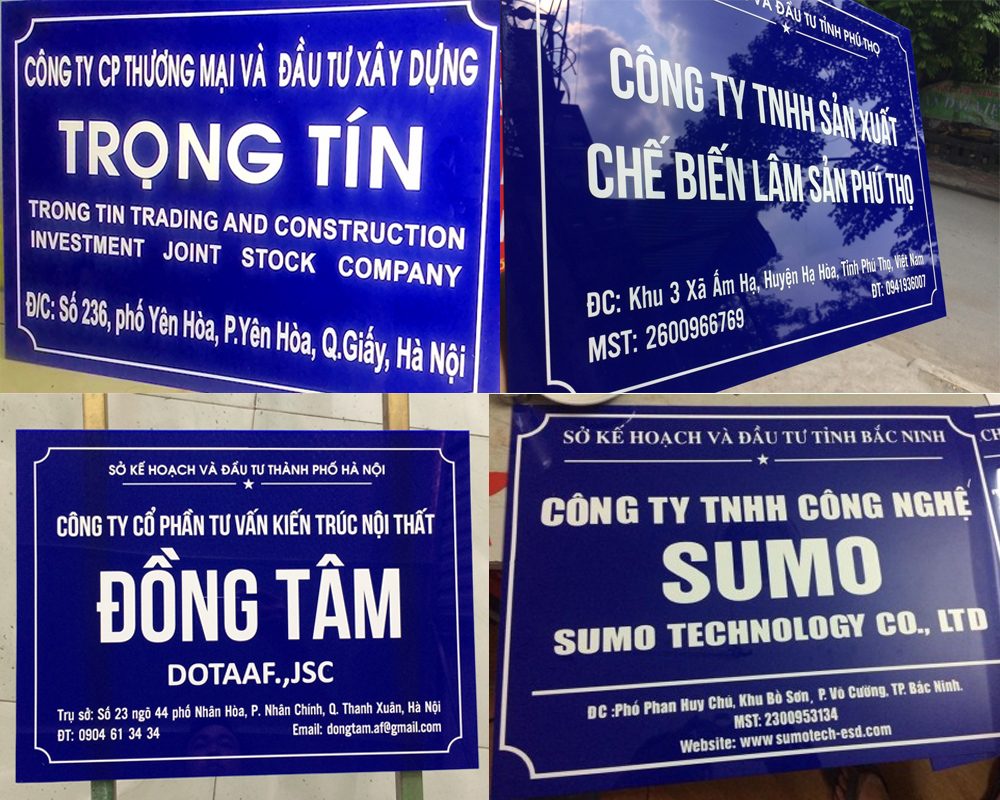 CÔNG TY CP THƯƠNG MẠI VÀ ĐẦU TƯ XÂY DỰNG
TRỌNG TÍN
TRONG TIN TRADING AND CONSTRUCTION
INVESTMENT JOINT STOCK COMPANY
Đ/C: Số 236, phố Yên Hòa, P.Yên Hòa, Q.Giấy, Hà Nội
VÀ ĐẦU TƯ TỈNH PHÚ THỌ
CÔNG TY TNHH SẢN XUẤT
CHẾ BIẾN LÂM SẢN PHÚ THỌ
ĐC: Khu 3 Xã Ấm Hạ, Huyện Hạ Hòa, Tỉnh Phú Thọ, Việt Nam
MST: 2600966769
ĐT: 0941936007
SỞ KẾ HOẠCH VÀ ĐẦU TƯ THÀNH PHỐ HÀ NỘI
CÔNG TY CỔ PHẦN TƯ VẤN KIẾN TRÚC NỘI THẤT
ĐỒNG TÂM
DOTAAF.,JSC
Trụ sở: Số 23 ngõ 44 phố Nhân Hòa, P. Nhân Chính, Q. Thanh Xuân, Hà Nội
ĐT: 0904 61 34 34
Email: dongtam.af@gmail.com
SỞ KẾ HOẠCH VÀ ĐẦU TƯ TỈNH BẮC NINH
CÔNG TY TNHH CÔNG NGHỆ
SUMO
SUMO TECHNOLOGY CO., LTD
ĐC :Phố Phan Huy Chú, Khu Bồ Sơn, P. Võ Cường, TP. Bắc Ninh.
MST: 2300953134
Website: www.sumotech-esd.com